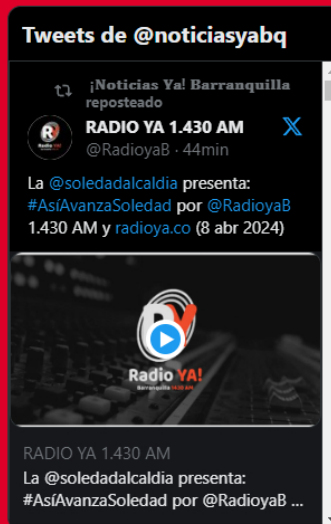 Tweets de @noticiasyabq
¡Noticias Ya! Barranquilla
reposteado
RADIO YA 1.430 AM
@RadioyaB · 44min
La @soledadalcaldia presenta:
#AsíAvanzaSoledad por @RadioyaB
1.430 AM y radioya.co (8 abr 2024)
RY
Radio YA!
Barranquilla 1430 AM
RADIO YA 1.430 AM
La @soledadalcaldia presenta:
#AsíAvanzaSoledad por @RadioyaB ...